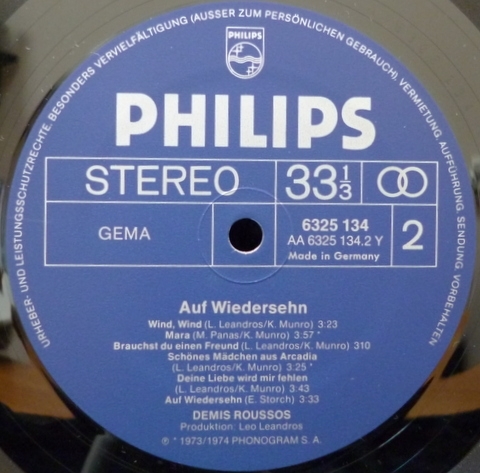 URHEBER- UND LEISTUNGSSCHUTZRECHTE, BESONDERS VERVIELFÄLTIGUNG (AUSSER ZUM PERSÖNLICHEN GEBRAUCH), VERMIETUNG, AUFFÜHRUNG, SENDUNG VORBEHALTEN
PHILIPS
PHILIPS
STEREO 33 1/3
GEMA
6325 134
AA 6325 134.2 Y
Made in Germany
2
Auf Wiedersehn
Wind, Wind (L. Leandros/K. Munro) 3:23
Mara (M. Panas/K. Munro) 3.57 *
Brauchst du einen Freund (L. Leandros/K. Munro) 310
Schönes Mädchen aus Arcadia
(L. Leandros/K. Munro) 3:25 *
Deine Liebe wird mir fehlen
(L. Leandros/K. Munro) 3:43
Auf Wiedersehn (E. Storch) 3:33
DEMIS ROUSSOS
Produktion: Leo Leandros
℗ * 1973/1974 PHONOGRAM S. A.